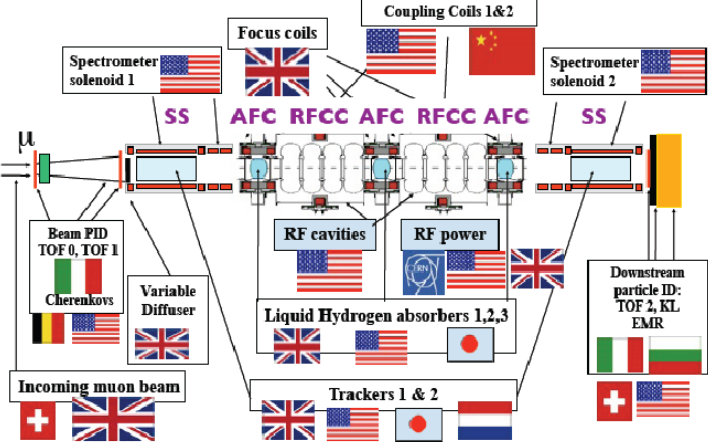 Coupling Coils 1&2
Focus coils
Spectrometer
solenoid 1
Spectrometer
solenoid 2
SS AFC RFCC AFC RFCC AFC SS
μ
Beam PID
TOF 0, TOF 1
Cherenkovs
RF cavities
RF power
CERN
Variable
Diffuser
Downstream
particle ID:
TOF 2, KL
EMR
Liquid Hydrogen absorbers 1,2,3
Incoming muon beam
Trackers 1 & 2